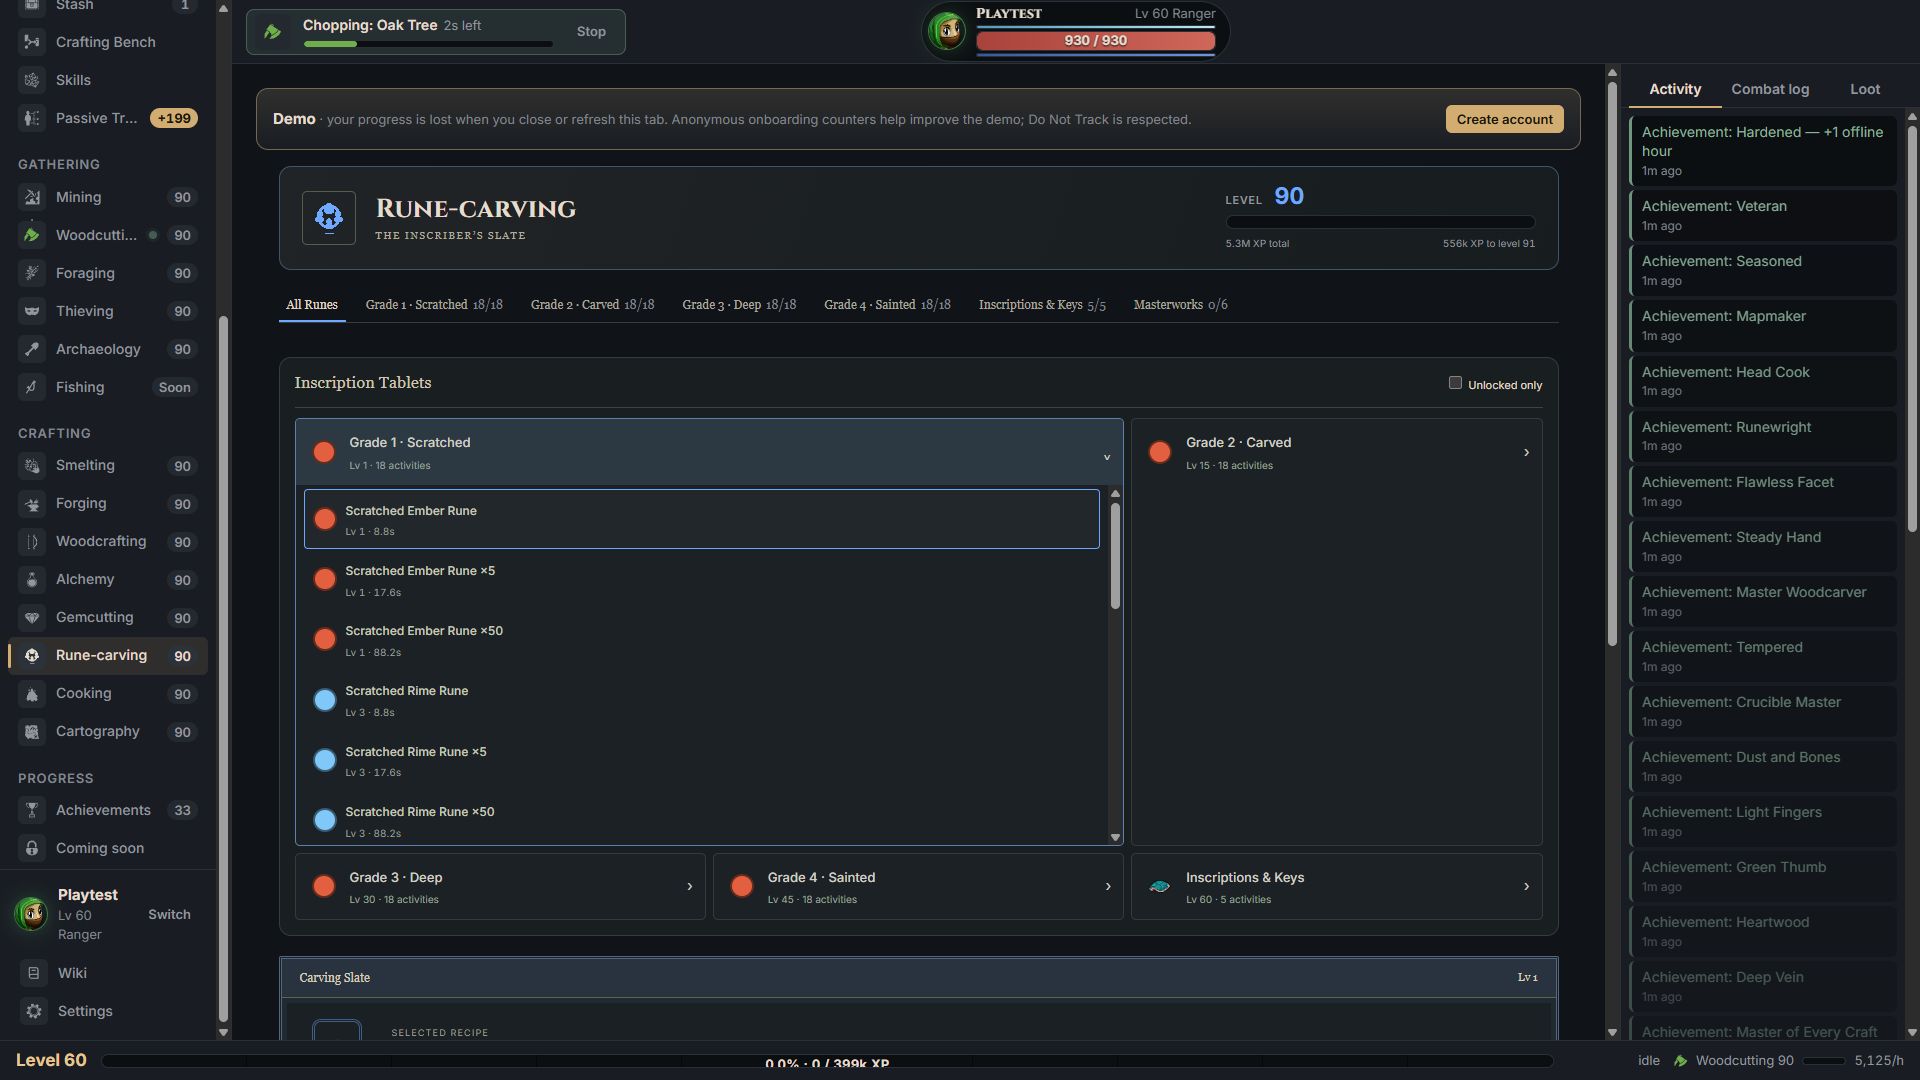 Stash 1
Crafting Bench
Skills
Passive Tr... +199
GATHERING
Mining 90
Woodcutti... 90
Foraging 90
Thieving 90
Archaeology 90
Fishing Soon
CRAFTING
Smelting 90
Forging 90
Woodcrafting 90
Alchemy 90
Gemcutting 90
Rune-carving 90
Cooking 90
Cartography 90
PROGRESS
Achievements 33
Coming soon
Playtest
Lv 60
Ranger
Switch
Wiki
Settings
Chopping: Oak Tree 2s left
Stop
PLAYTEST Lv 60 Ranger
930 / 930
Demo · your progress is lost when you close or refresh this tab. Anonymous onboarding counters help improve the demo; Do Not Track is respected.
Create account
RUNE-CARVING
THE INSCRIBER'S SLATE
LEVEL 90
5.3M XP total 556k XP to level 91
All Runes Grade 1 · Scratched 18/18 Grade 2 · Carved 18/18 Grade 3 · Deep 18/18 Grade 4 · Sainted 18/18 Inscriptions & Keys 5/5 Masterworks 0/6
Inscription Tablets
Unlocked only
Grade 1 · Scratched
Lv 1 · 18 activities
Scratched Ember Rune
Lv 1 · 8.8s
Scratched Ember Rune ×5
Lv 1 · 17.6s
Scratched Ember Rune ×50
Lv 1 · 88.2s
Scratched Rime Rune
Lv 3 · 8.8s
Scratched Rime Rune ×5
Lv 3 · 17.6s
Scratched Rime Rune ×50
Lv 3 · 88.2s
Grade 2 · Carved
Lv 15 · 18 activities
Grade 3 · Deep
Lv 30 · 18 activities
Grade 4 · Sainted
Lv 45 · 18 activities
Inscriptions & Keys
Lv 60 · 5 activities
Carving Slate Lv 1
SELECTED RECIPE
Activity Combat log Loot
Achievement: Hardened — +1 offline
hour
1m ago
Achievement: Veteran
1m ago
Achievement: Seasoned
1m ago
Achievement: Mapmaker
1m ago
Achievement: Head Cook
1m ago
Achievement: Runewright
1m ago
Achievement: Flawless Facet
1m ago
Achievement: Steady Hand
1m ago
Achievement: Master Woodcarver
1m ago
Achievement: Tempered
1m ago
Achievement: Crucible Master
1m ago
Achievement: Dust and Bones
1m ago
Achievement: Light Fingers
1m ago
Achievement: Green Thumb
1m ago
Achievement: Heartwood
1m ago
Achievement: Deep Vein
1m ago
Achievement: Master of Every Craft
Level 60
0.0% · 0 / 399k XP
idle Woodcutting 90 5,125/h